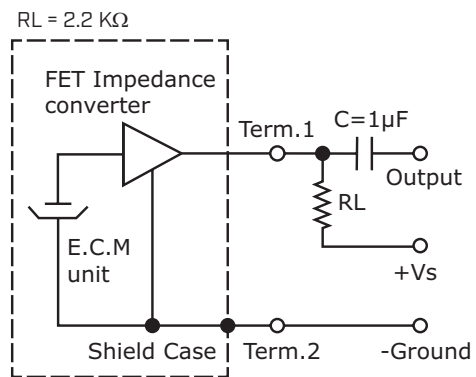 RL = 2.2 KΩ
FET Impedance
converter
Term.1
C=1µF
Output
RL
E.C.M
unit
+Vs
Shield Case
Term.2
-Ground